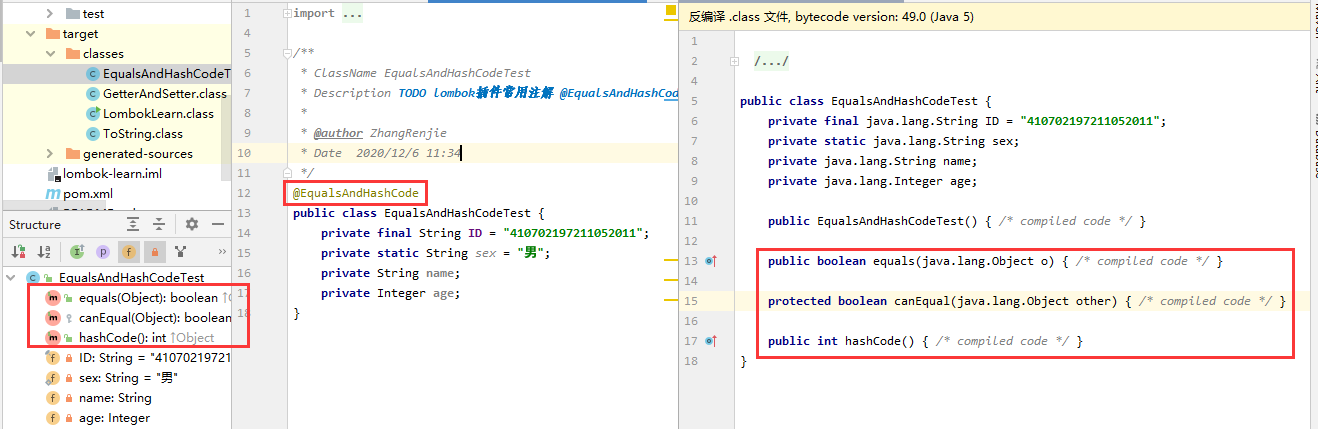 test
target
classes
EqualsAndHashCodeT
GetterAndSetter.class
LombokLearn.class
ToString.class
generated-sources
lombok-learn.iml
pom.xml
Structure
EqualsAndHashCodeTest
equals(Object): boolean ↑O
canEqual(Object): boolean
hashCode(): int ↑Object
ID: String = "41070219721
sex: String = "男"
name: String
age: Integer
1 import ...
4
5 /**
6 * ClassName EqualsAndHashCodeTest
7 * Description TODO lombok插件常用注解 @EqualsAndHashCod
8 *
9 * @author ZhangRenjie
10 * Date 2020/12/6 11:34
11 */
12 @EqualsAndHashCode
13 public class EqualsAndHashCodeTest {
14 private final String ID = "410702197211052011";
15 private static String sex = "男";
16 private String name;
17 private Integer age;
18 }
反编译 .class 文件, bytecode version: 49.0 (Java 5)
1
2 /.../
4
5 public class EqualsAndHashCodeTest {
6 private final java.lang.String ID = "410702197211052011";
7 private static java.lang.String sex;
8 private java.lang.String name;
9 private java.lang.Integer age;
10
11 public EqualsAndHashCodeTest() { /* compiled code */ }
12
13 public boolean equals(java.lang.Object o) { /* compiled code */ }
14
15 protected boolean canEqual(java.lang.Object other) { /* compiled code */ }
16
17 public int hashCode() { /* compiled code */ }
18 }